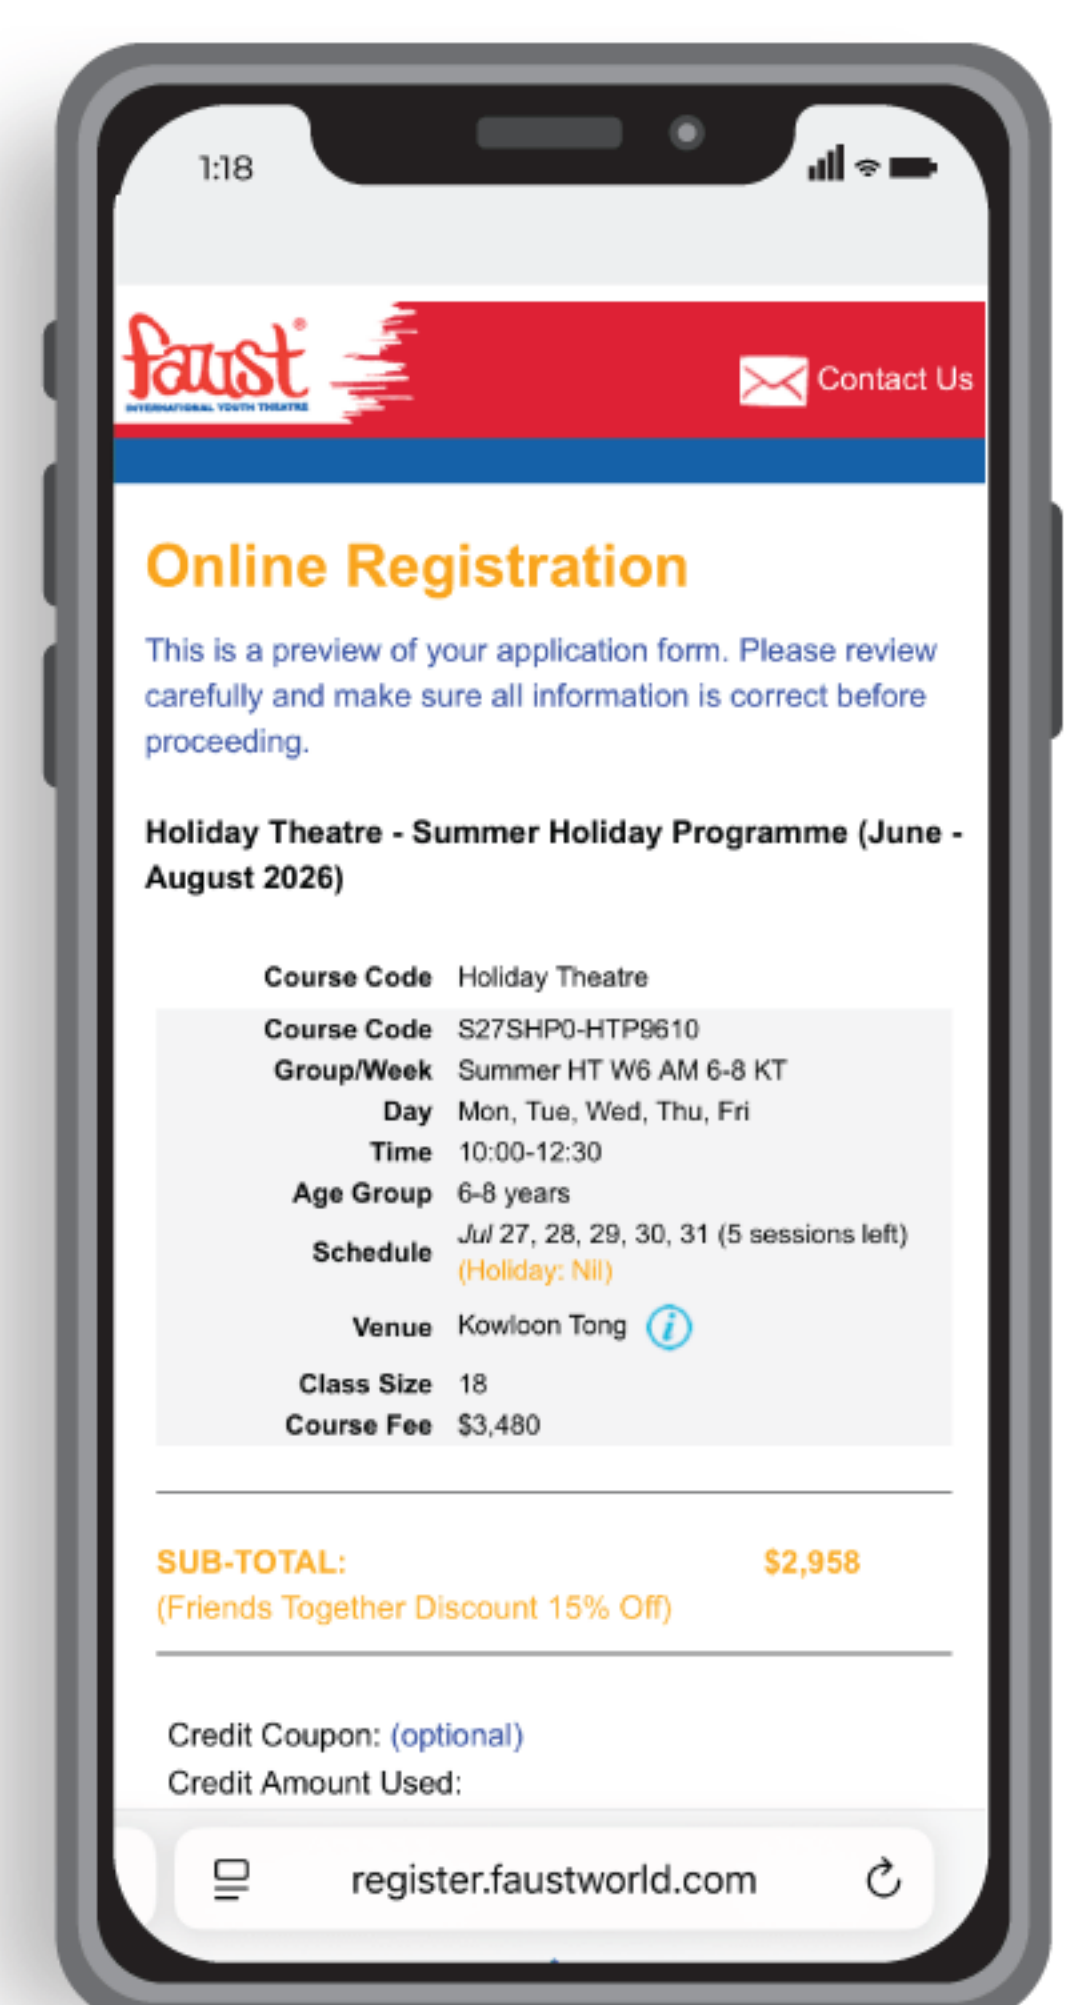 1:18
faust®
INTERNATIONAL YOUTH THEATRE
Contact Us
Online Registration
This is a preview of your application form. Please review
carefully and make sure all information is correct before
proceeding.
Holiday Theatre - Summer Holiday Programme (June -
August 2026)
Course Code Holiday Theatre
Course Code S27SHP0-HTP9610
Group/Week Summer HT W6 AM 6-8 KT
Day Mon, Tue, Wed, Thu, Fri
Time 10:00-12:30
Age Group 6-8 years
Schedule Jul 27, 28, 29, 30, 31 (5 sessions left)
(Holiday: Nil)
Venue Kowloon Tong i
Class Size 18
Course Fee $3,480
SUB-TOTAL: $2,958
(Friends Together Discount 15% Off)
Credit Coupon: (optional)
Credit Amount Used:
register.faustworld.com